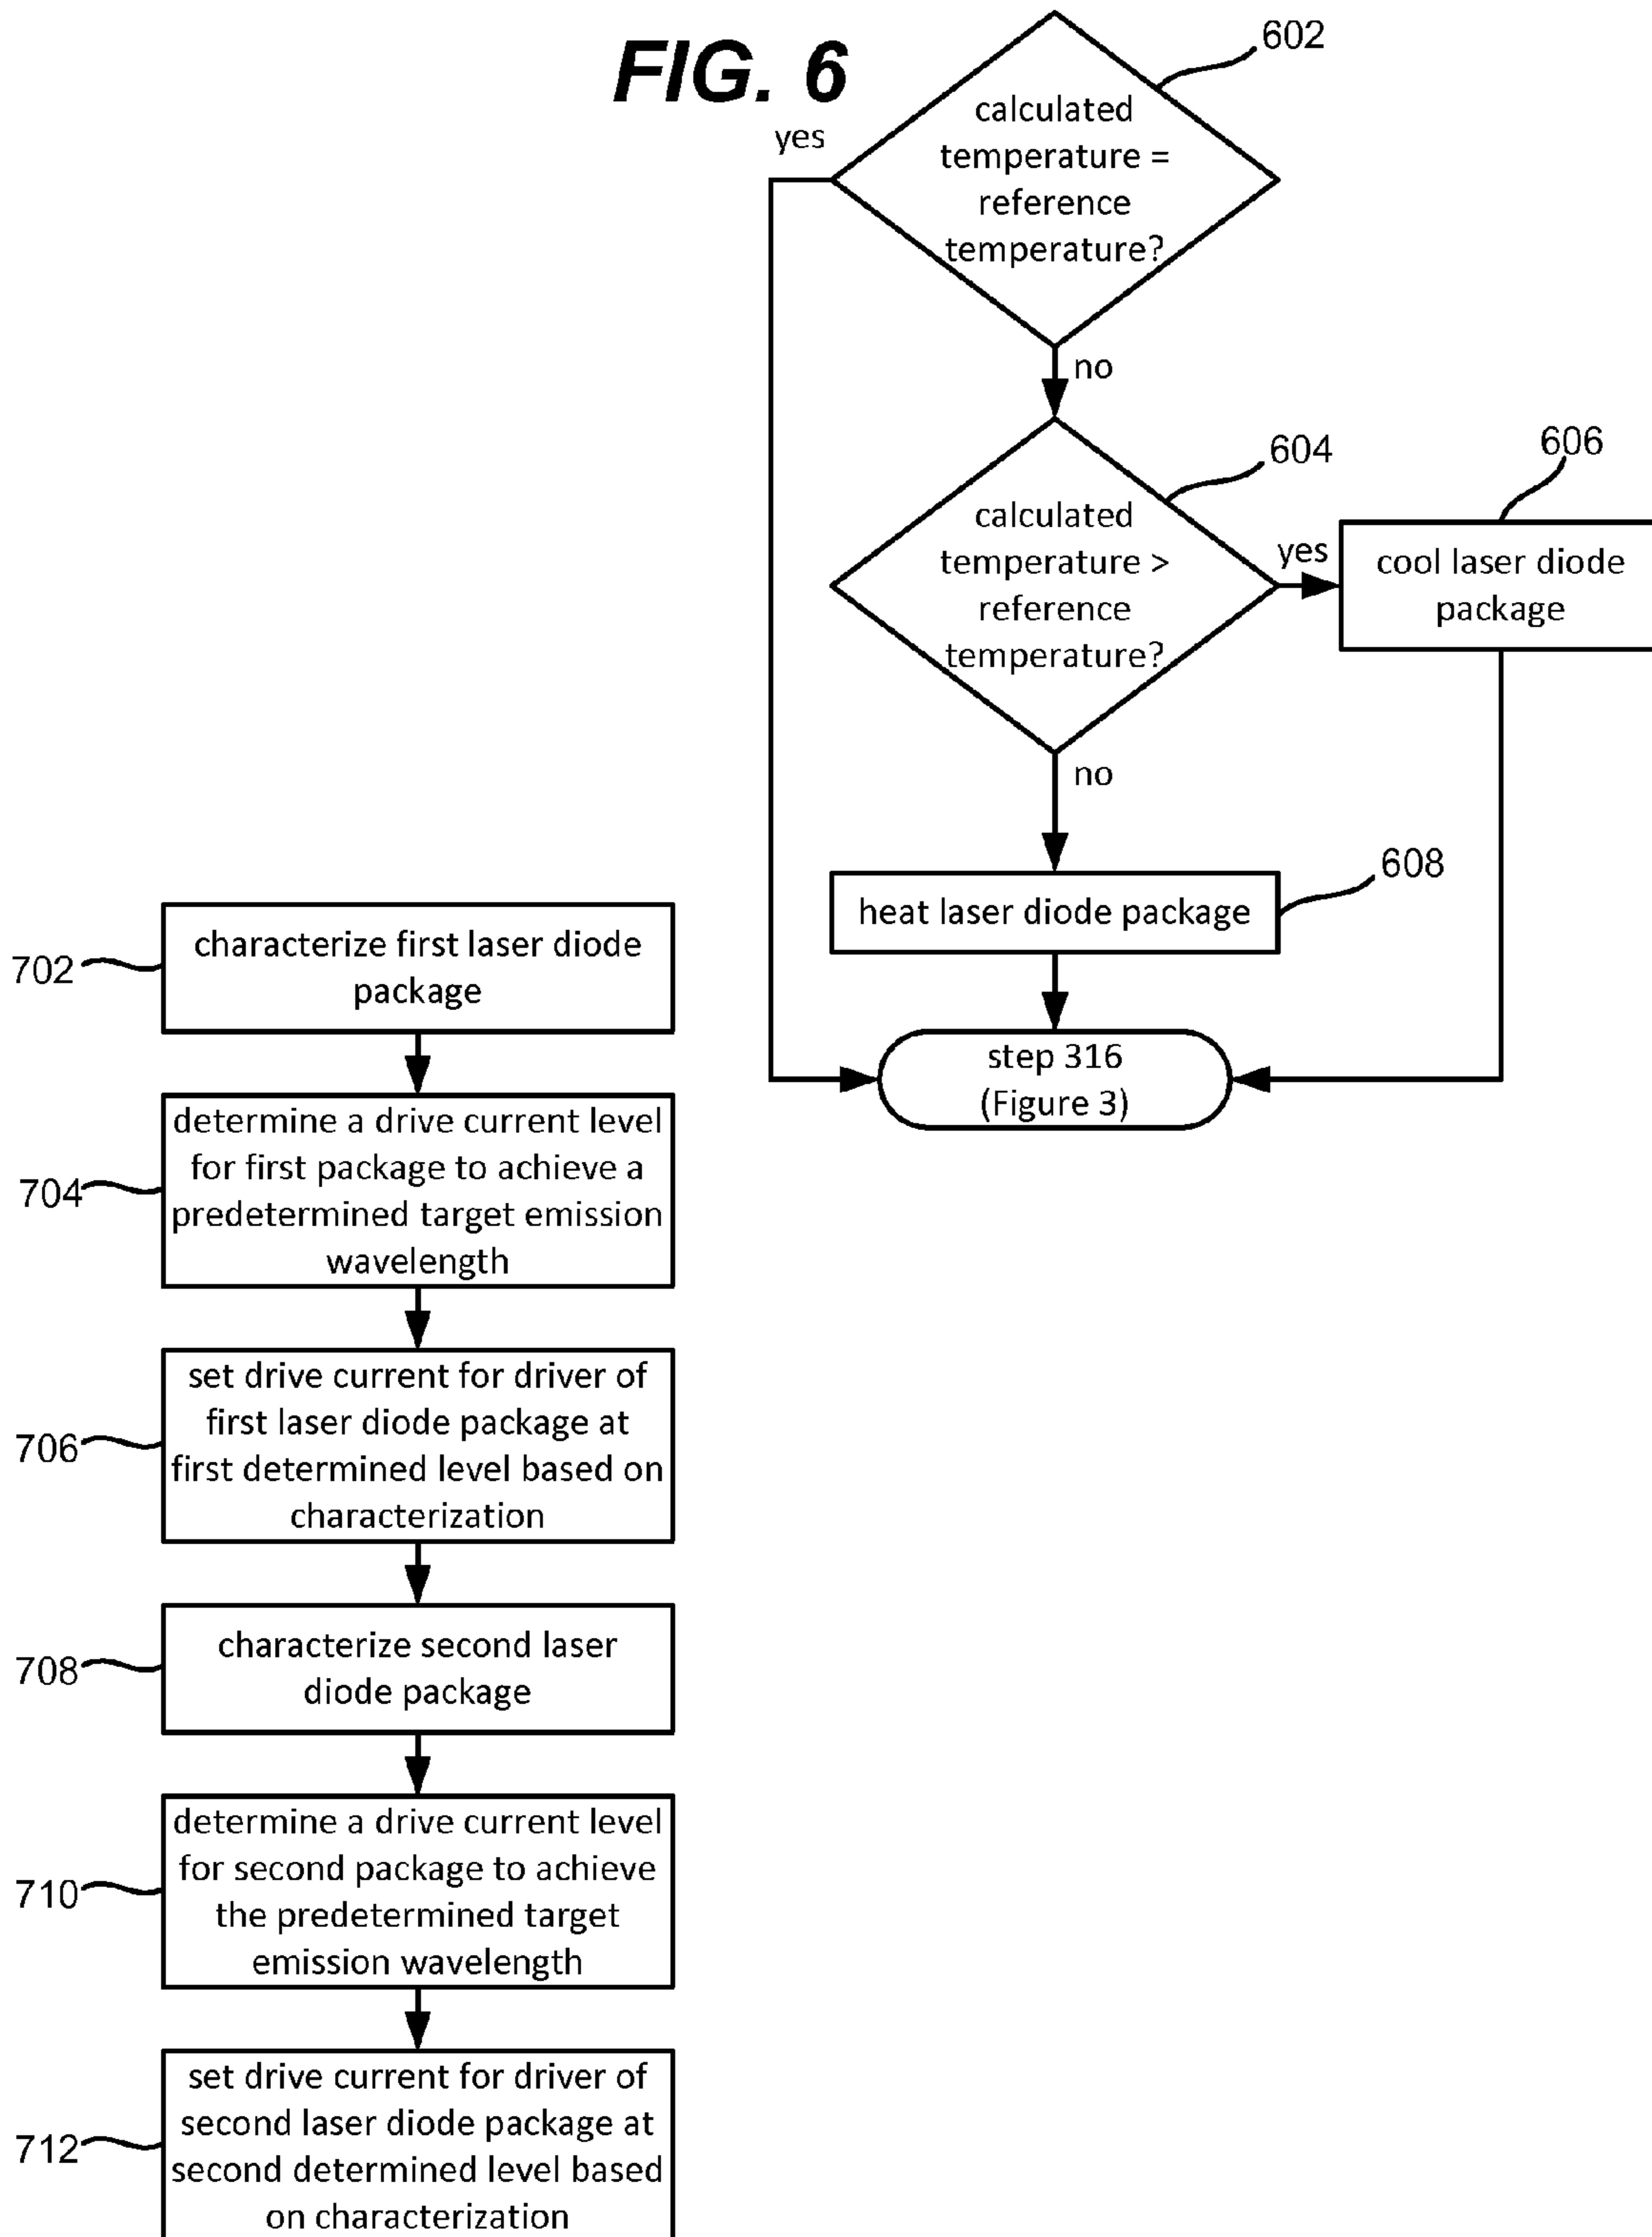 FIG. 6
602
calculated
temperature =
reference
temperature?
yes
no
604
calculated
temperature >
reference
temperature?
yes
606
cool laser diode
package
no
608
heat laser diode package
step 316
(Figure 3)
702
characterize first laser diode
package
704
determine a drive current level
for first package to achieve a
predetermined target emission
wavelength
706
set drive current for driver of
first laser diode package at
first determined level based on
characterization
708
characterize second laser
diode package
710
determine a drive current level
for second package to achieve
the predetermined target
emission wavelength
712
set drive current for driver of
second laser diode package at
second determined level based
on characterization